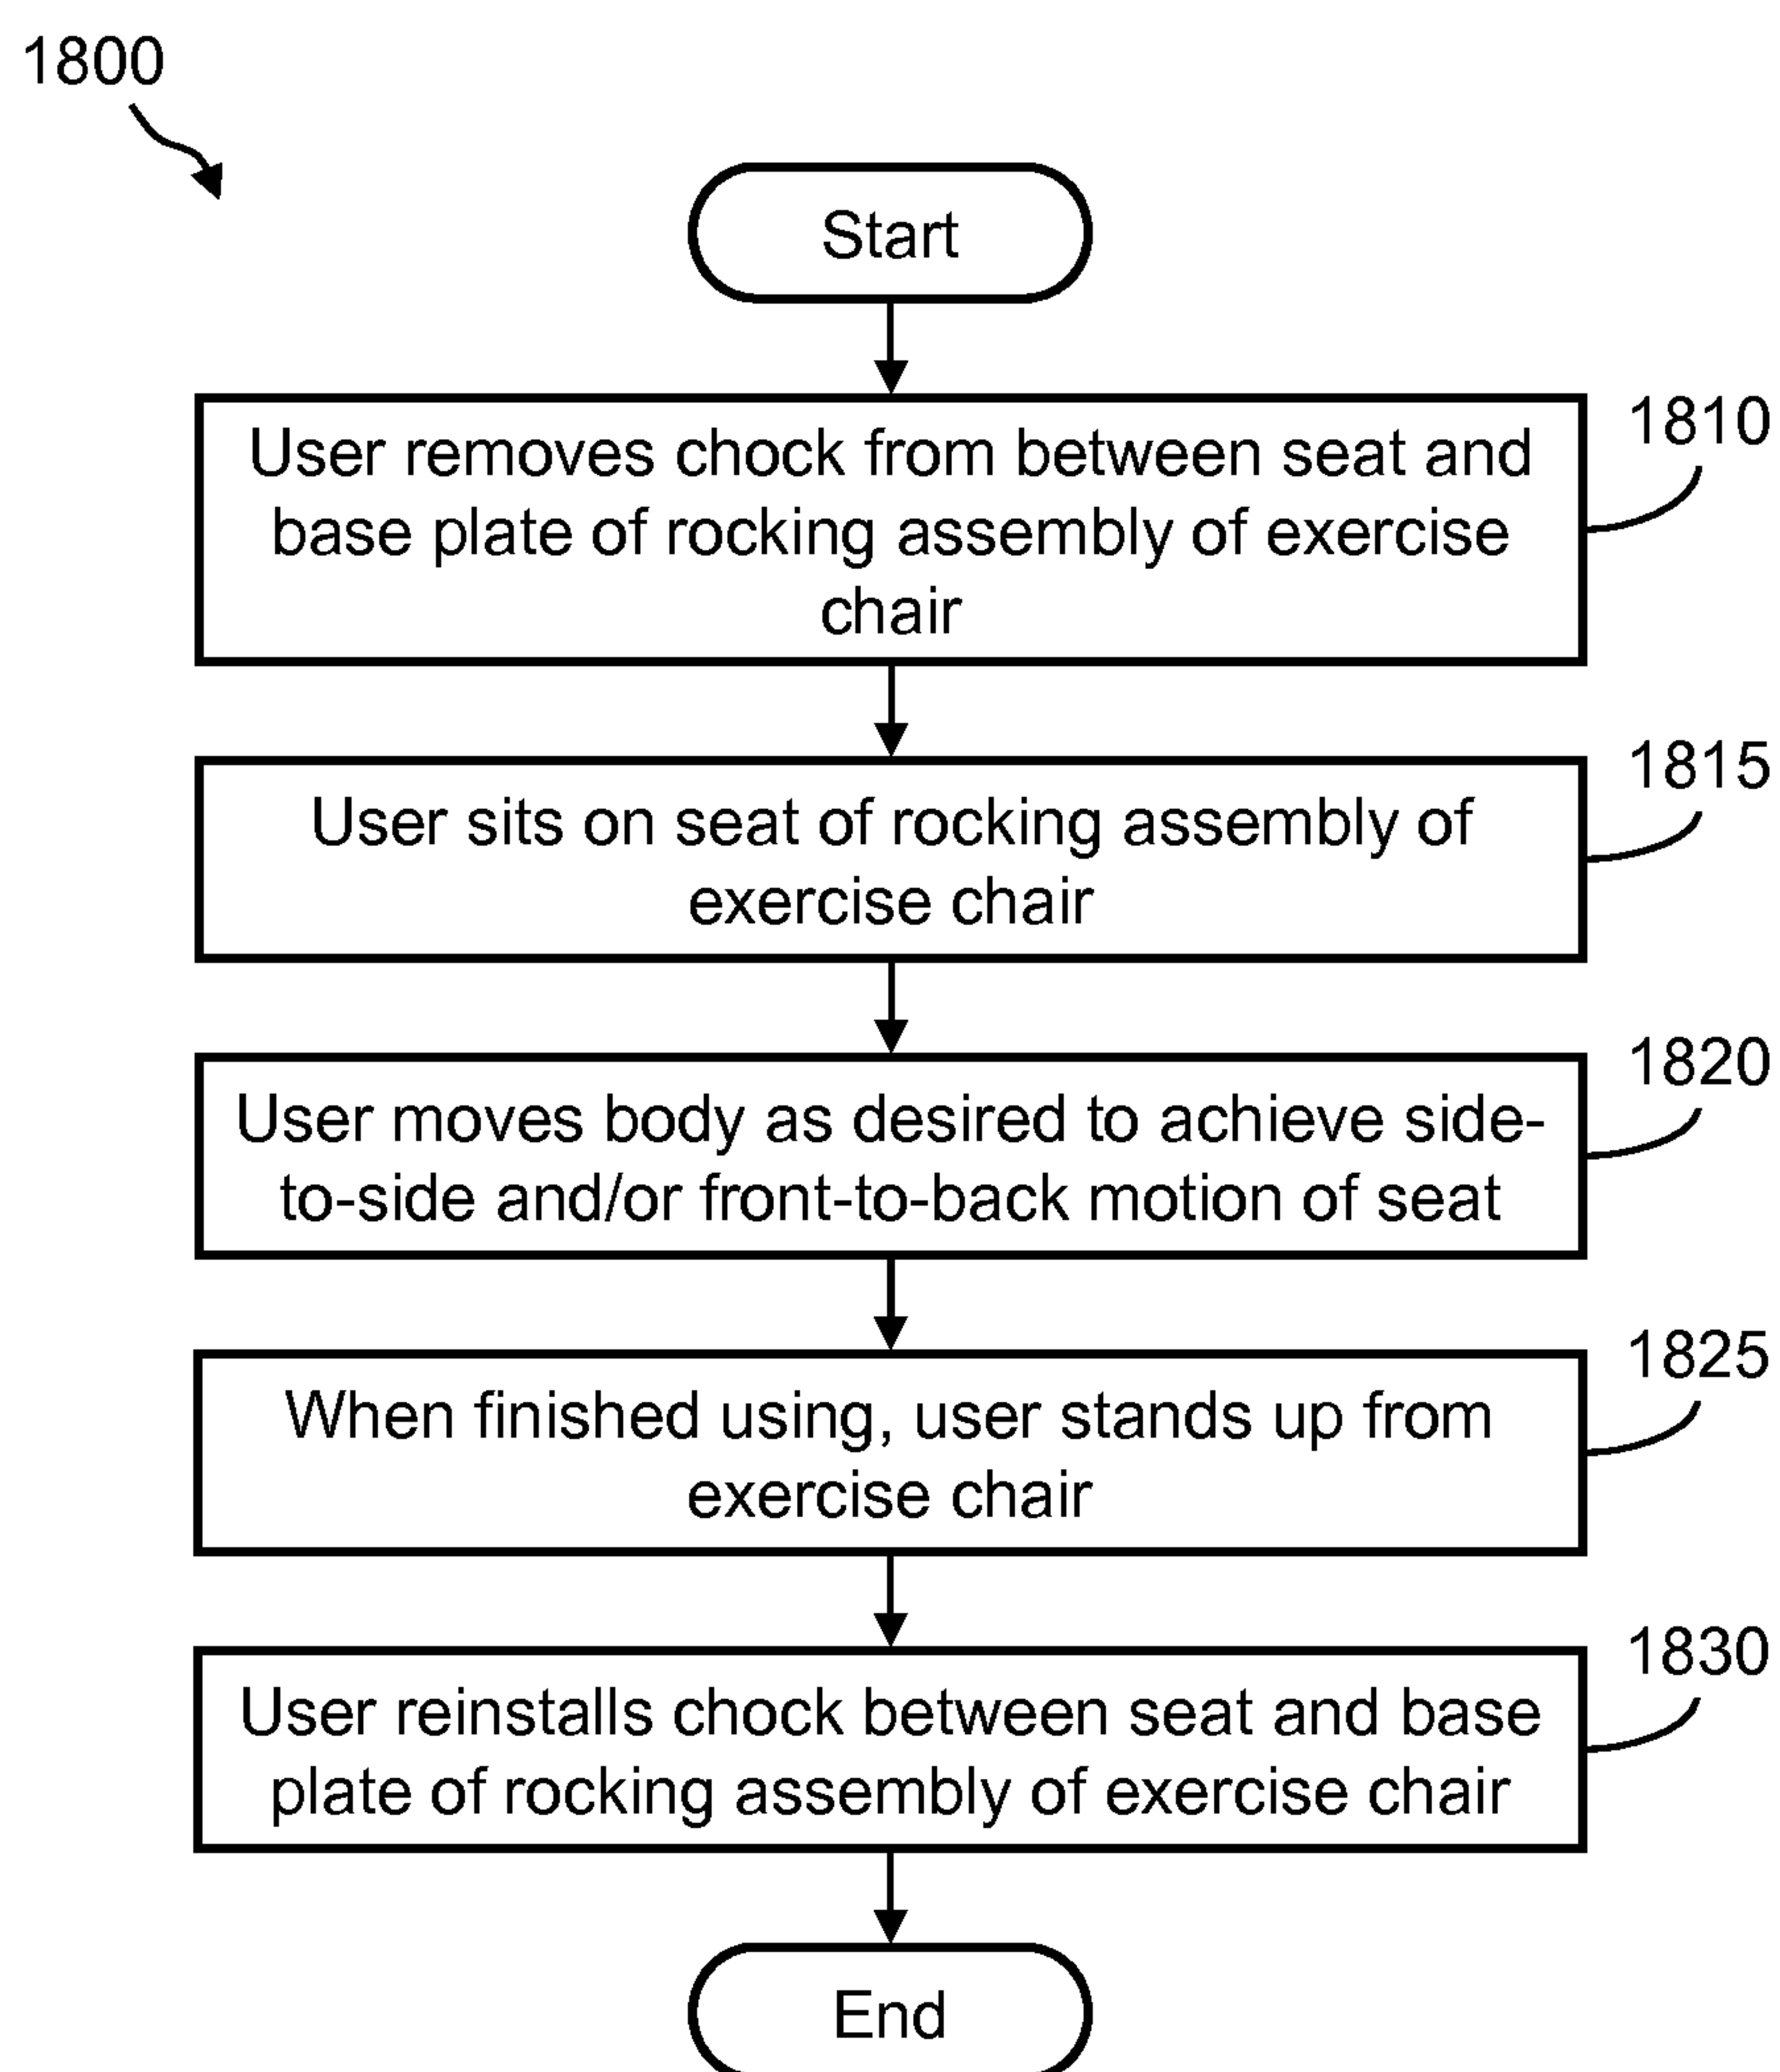 1800
Start
User removes chock from between seat and
base plate of rocking assembly of exercise
chair
1810
User sits on seat of rocking assembly of
exercise chair
1815
User moves body as desired to achieve side-
to-side and/or front-to-back motion of seat
1820
When finished using, user stands up from
exercise chair
1825
User reinstalls chock between seat and base
plate of rocking assembly of exercise chair
1830
End